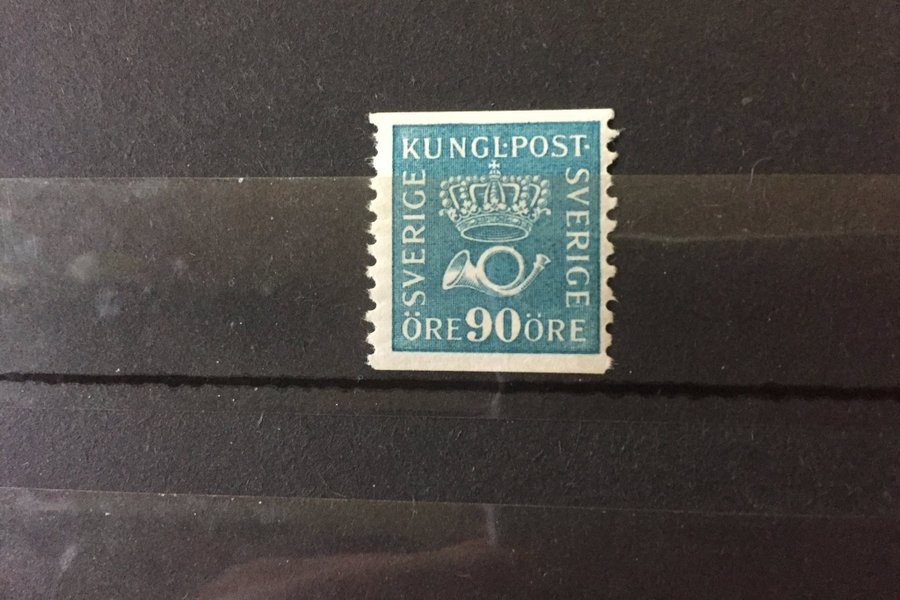 KUNGL·POST·
SVERIGE
SVERIGE
ÖRE 90 ÖRE